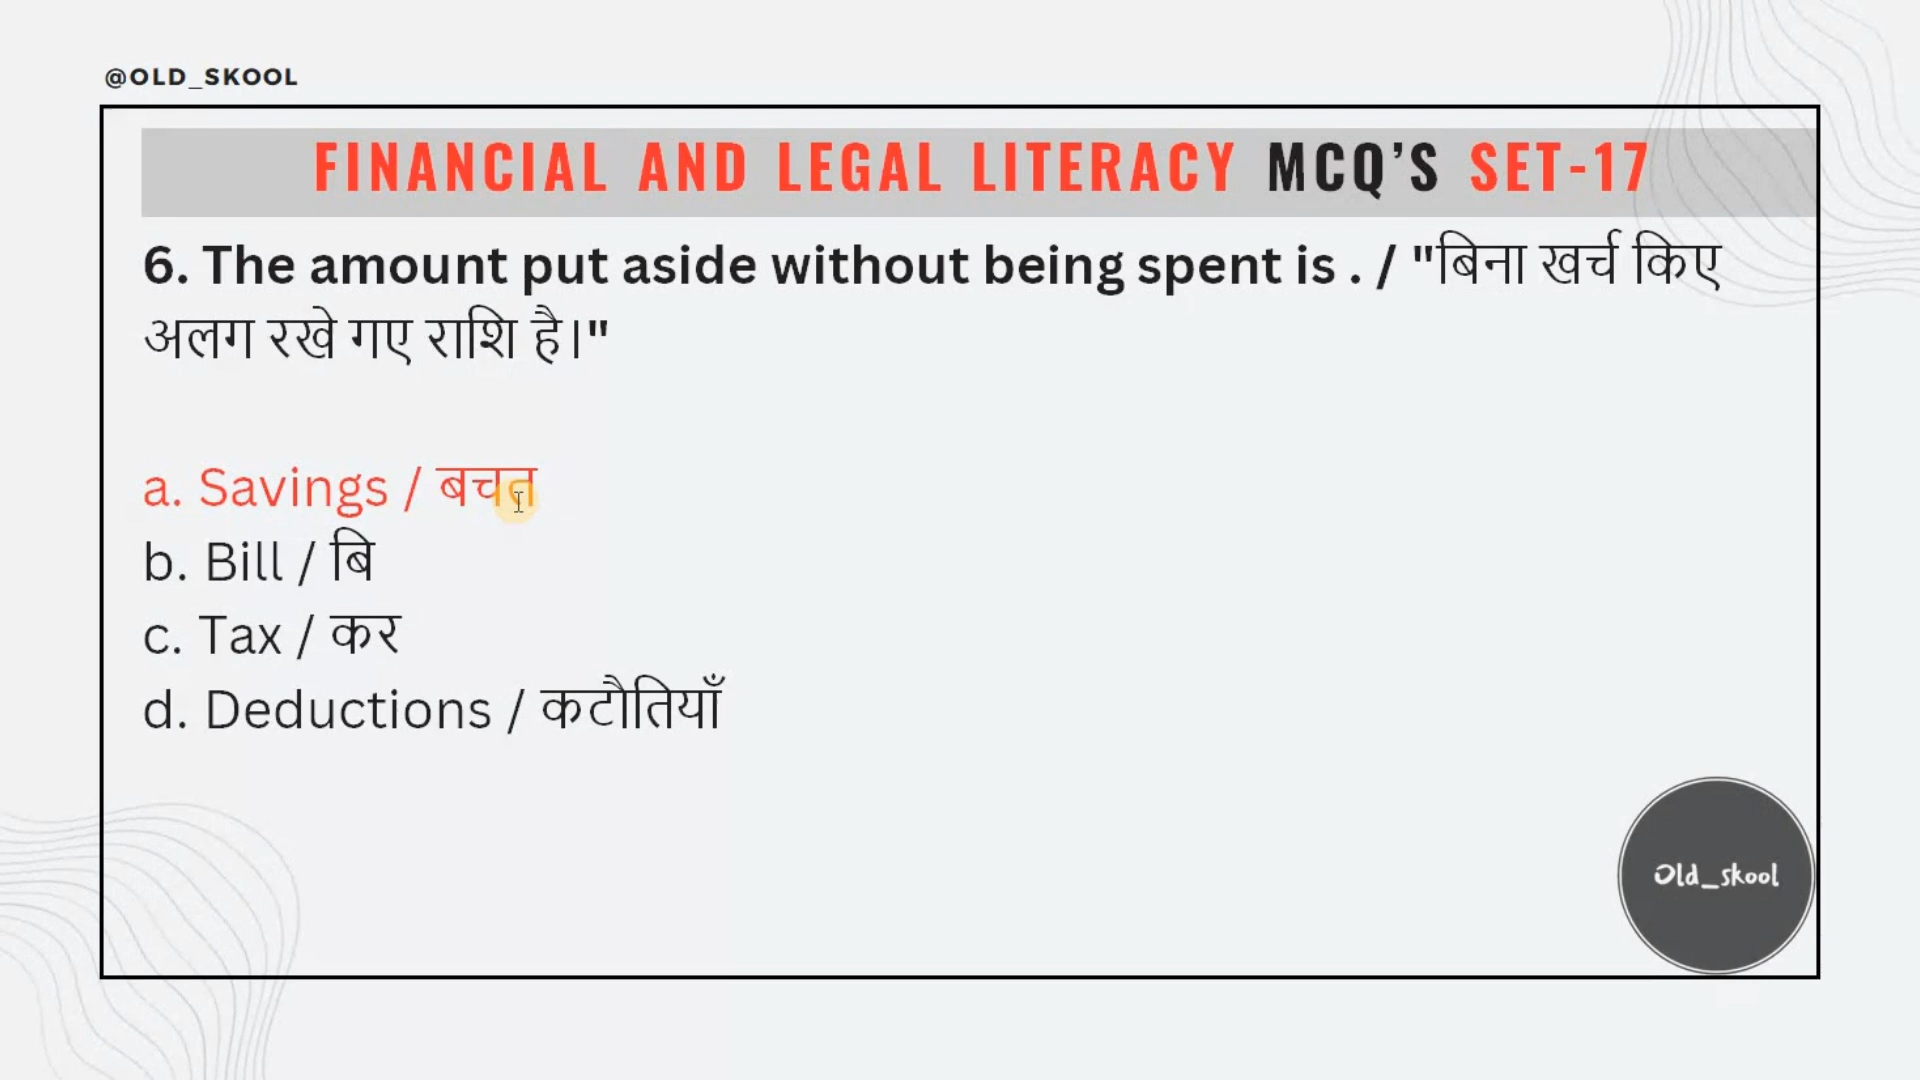 @OLD_SKOOL
FINANCIAL AND LEGAL LITERACY MCQ'S SET-17
6. The amount put aside without being spent is . / "बिना खर्च किए
अलग रखे गए राशि है।"
a. Savings / बचत
b. Bill / बि
c. Tax / कर
d. Deductions / कटौतियाँ
Old_skool